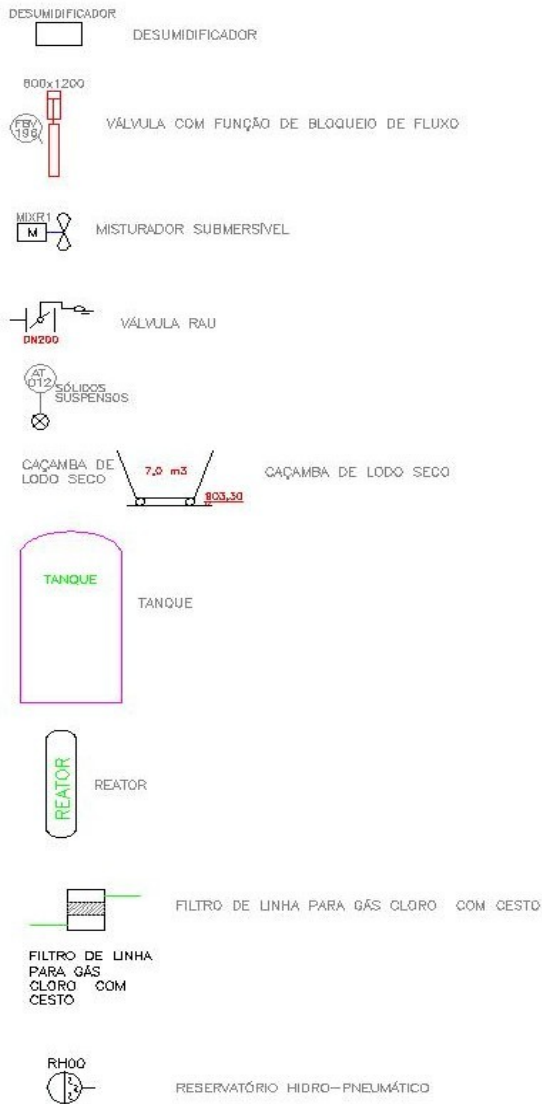 DESUMIDIFICADOR
DESUMIDIFICADOR
800x1200
FBV
196
VÁLVULA COM FUNÇÃO DE BLOQUEIO DE FLUXO
MIXR1
M
MISTURADOR SUBMERSÍVEL
VÁLVULA RAU
DN200
AT
012
SÓLIDOS
SUSPENSOS
CAÇAMBA DE
LODO SECO
7,0 m3
803,30
CAÇAMBA DE LODO SECO
TANQUE
TANQUE
REATOR
REATOR
FILTRO DE LINHA PARA GÁS CLORO COM CESTO
FILTRO DE LINHA
PARA GÁS
CLORO COM
CESTO
RH00
RESERVATÓRIO HIDRO-PNEUMÁTICO